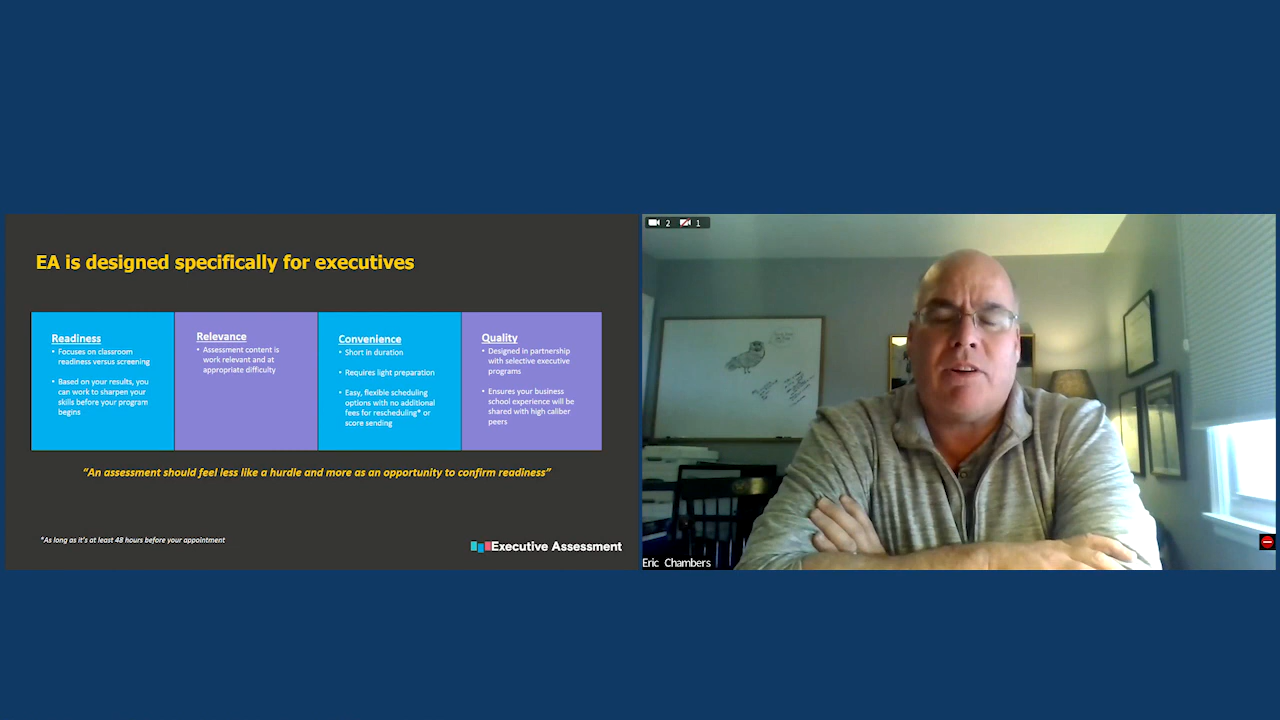 EA is designed specifically for executives
Readiness
• Focuses on classroom
readiness versus screening
• Based on your results, you
can work to sharpen your
skills before your program
begins
Relevance
• Assessment content is
work relevant and at
appropriate difficulty
Convenience
• Short in duration
• Requires light preparation
• Easy, flexible scheduling
options with no additional
fees for rescheduling* or
score sending
Quality
• Designed in partnership
with selective executive
programs
• Ensures your business
school experience will be
shared with high caliber
peers
“An assessment should feel less like a hurdle and more as an opportunity to confirm readiness”
*As long as it's at least 48 hours before your appointment
Executive Assessment
2 1
Eric Chambers